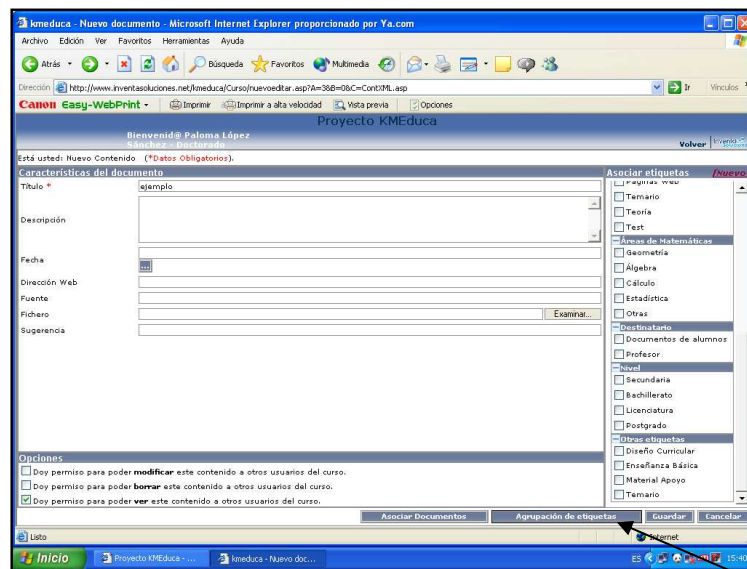 kmeduca - Nuevo documento - Microsoft Internet Explorer proporcionado por Ya.com
Archivo Edición Ver Favoritos Herramientas Ayuda
Atrás Búsqueda Favoritos Multimedia
Dirección http://www.inventasoluciones.net/kmeduca/Curso/nuevoeditar.asp?A=38&B=0&C=ContXML.asp Ir Vínculos
Canon Easy-WebPrint Imprimir Imprimir a alta velocidad Vista previa Opciones
Proyecto KMEduca
Bienvenid@ Paloma López
Sánchez - Doctorado
Volver
Está usted: Nuevo Contenido (*Datos Obligatorios).
Características del documento
Título * ejemplo
Descripción
Fecha
...
Dirección Web
Fuente
Fichero Examinar...
Sugerencia
Asociar etiquetas [Nuevo
Páginas Web
Temario
Teoría
Test
Áreas de Matemáticas
Geometría
Álgebra
Cálculo
Estadística
Otras
Destinatario
Documentos de alumnos
Profesor
Nivel
Secundaria
Bachillerato
Licenciatura
Postgrado
Otras etiquetas
Diseño Curricular
Enseñanza Básica
Material Apoyo
Temario
Opciones
Doy permiso para poder modificar este contenido a otros usuarios del curso.
Doy permiso para poder borrar este contenido a otros usuarios del curso.
Doy permiso para poder ver este contenido a otros usuarios del curso.
Asociar Documentos Agrupación de etiquetas Guardar Cancelar
Listo Internet
Inicio Proyecto KMEduca - ... kmeduca - Nuevo doc... ES 15:40